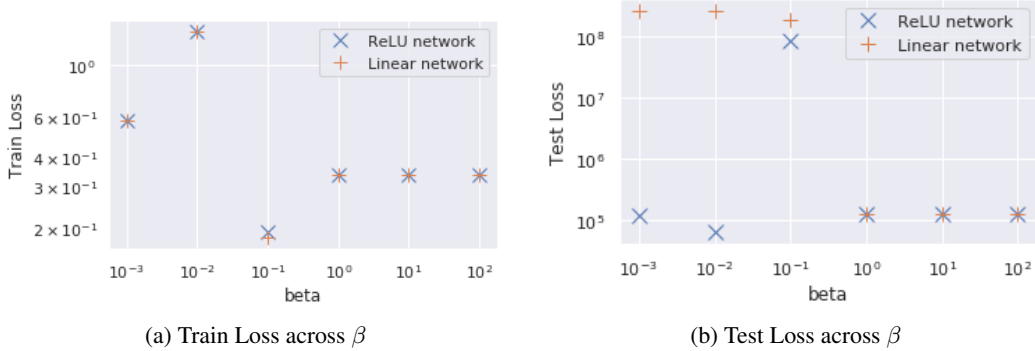 ReLU network
Linear network
10⁰
6 × 10⁻¹
4 × 10⁻¹
3 × 10⁻¹
2 × 10⁻¹
Train Loss
10⁻³ 10⁻² 10⁻¹ 10⁰ 10¹ 10²
beta
(a) Train Loss across β
ReLU network
Linear network
10⁸
10⁷
10⁶
10⁵
Test Loss
10⁻³ 10⁻² 10⁻¹ 10⁰ 10¹ 10²
beta
(b) Test Loss across β